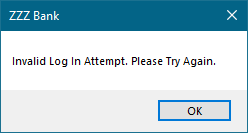 ZZZ Bank
Invalid Log In Attempt. Please Try Again.
OK